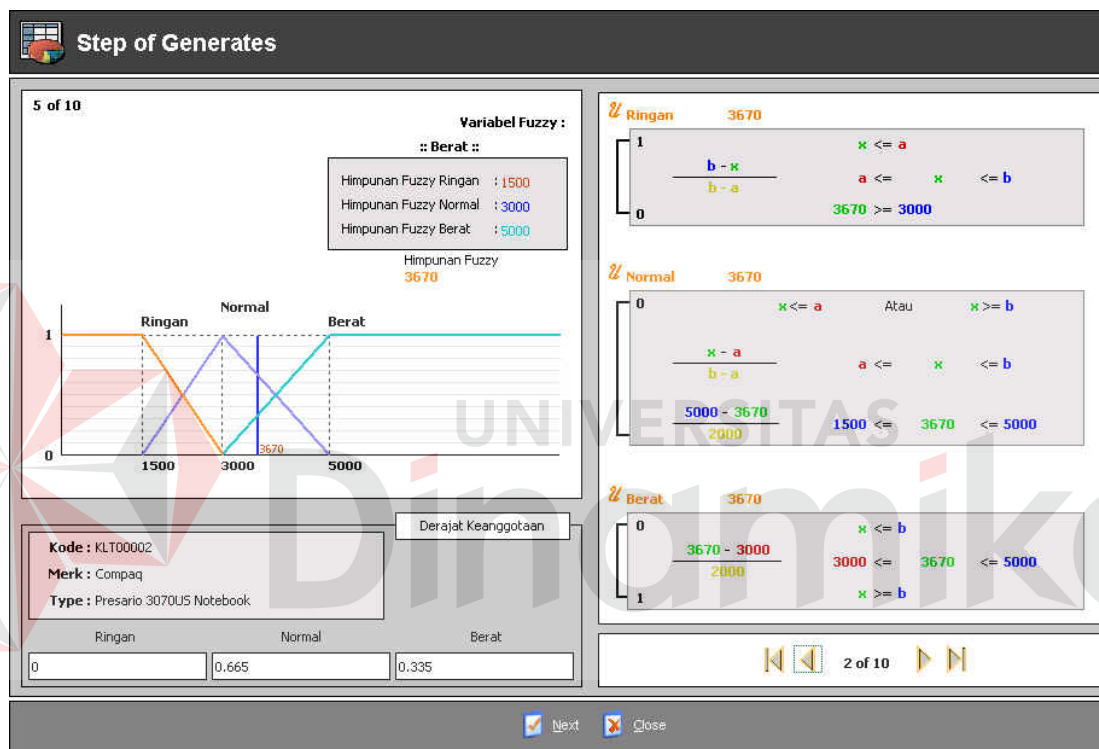 Step of Generates
5 of 10
Variabel Fuzzy :
:: Berat ::
Himpunan Fuzzy Ringan : 1500
Himpunan Fuzzy Normal : 3000
Himpunan Fuzzy Berat : 5000
Himpunan Fuzzy
3670
Normal
Ringan Berat
1
3670
0
1500 3000 5000
Derajat Keanggotaan
Kode : KLT00002
Merk : Compaq
Type : Presario 3070US Notebook
Ringan Normal Berat
0 0.665 0.335
U Ringan 3670
1 x <= a
b - x
b - a
a <= x <= b
0 3670 >= 3000
U Normal 3670
0 x <= a Atau x >= b
x - a
b - a
a <= x <= b
5000 - 3670
2000
1500 <= 3670 <= 5000
1
U Berat 3670
0 x <= b
3670 - 3000
2000
3000 <= 3670 <= 5000
1 x >= b
2 of 10
Next Close
UNIVERSITAS
Dinamika